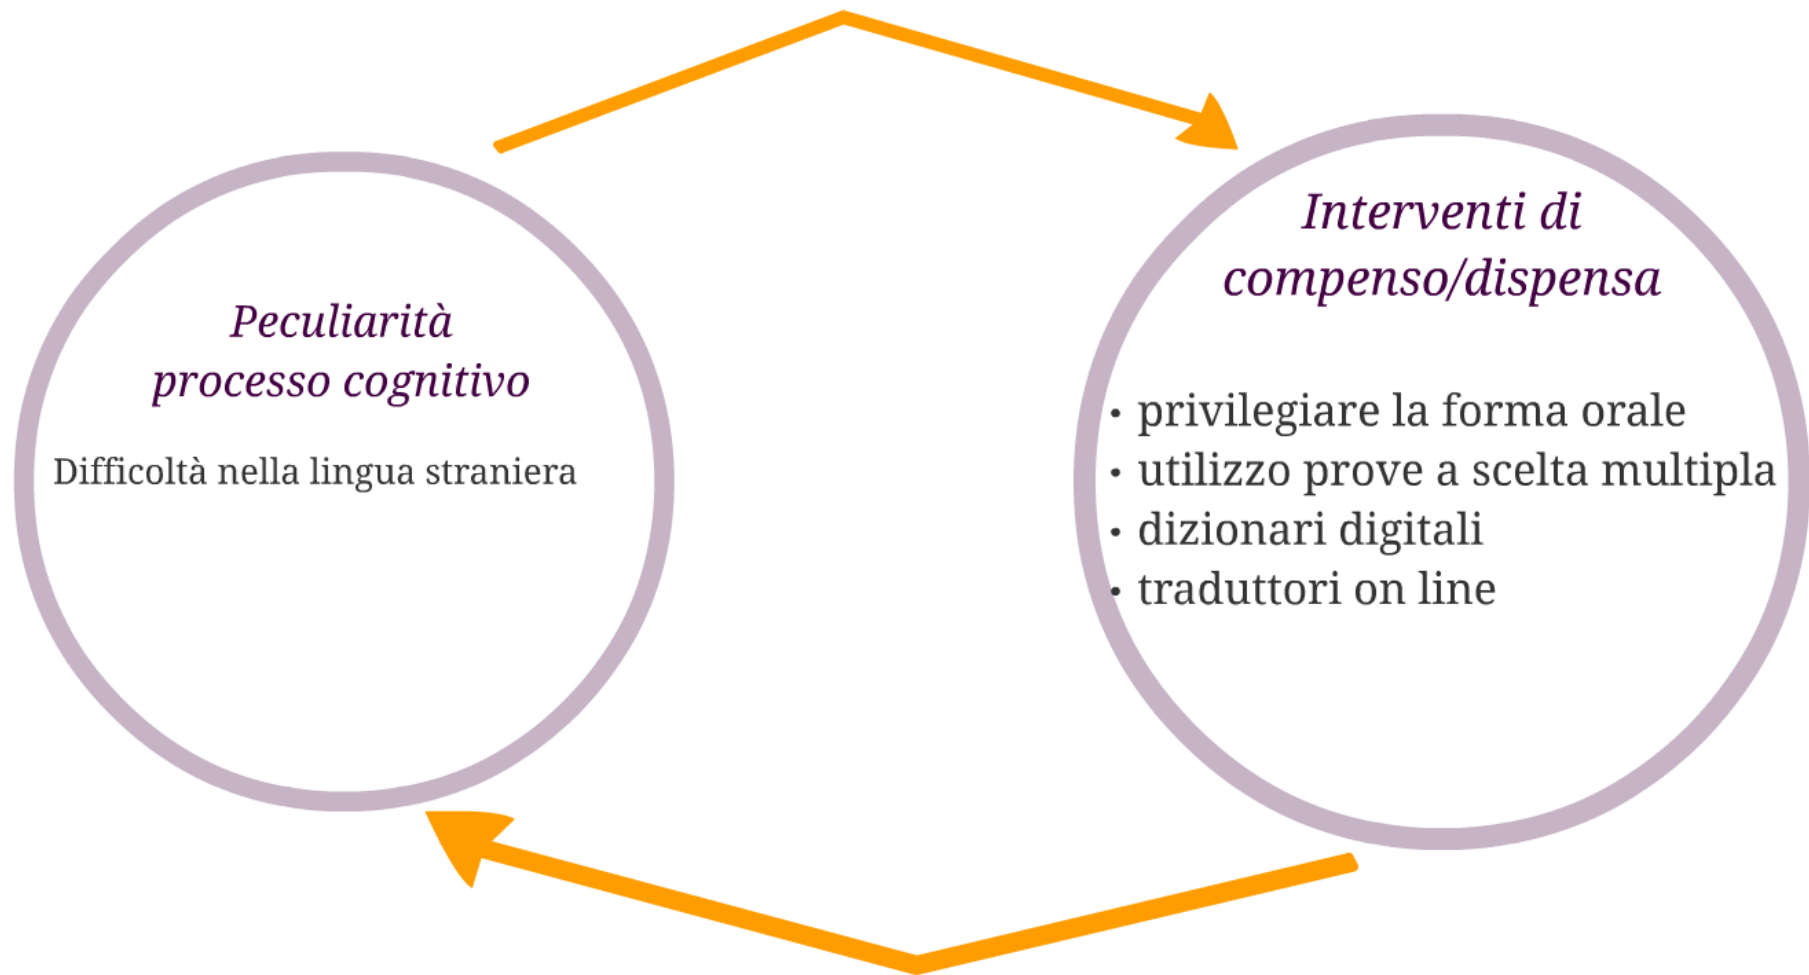 Peculiarità
processo cognitivo
Difficoltà nella lingua straniera
Interventi di
compenso/dispensa
• privilegiare la forma orale
• utilizzo prove a scelta multipla
• dizionari digitali
• traduttori on line